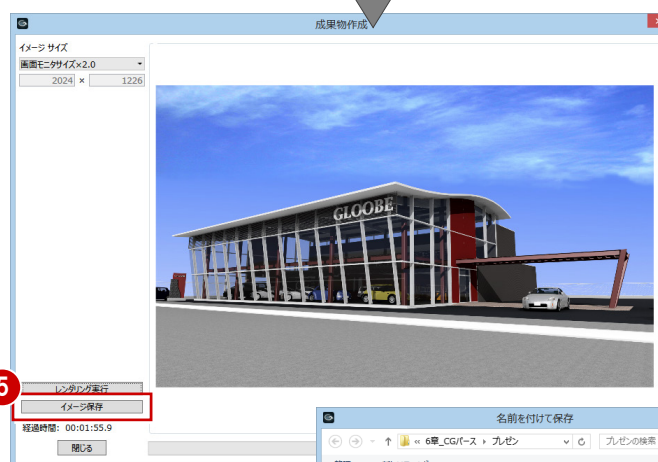 成果物作成
イメージ サイズ
画面モニタサイズ×2.0
2024 × 1226
GLOOBE
レンダリング実行
5
イメージ保存
経過時間: 00:01:55.9
閉じる
名前を付けて保存
« 6章_CGパース ▸ プレゼン
プレゼンの検索